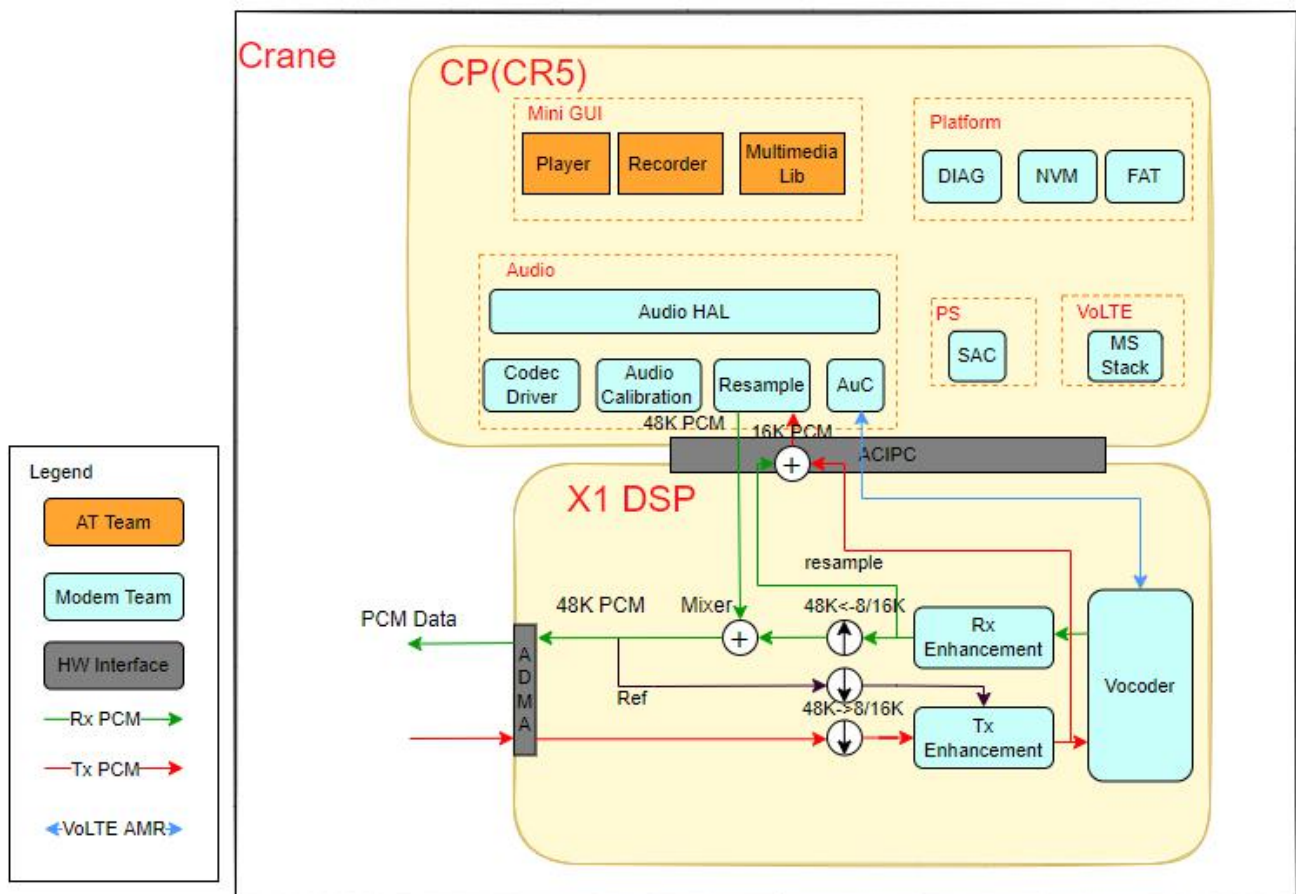 Crane
CP(CR5)
Mini GUI
Player
Recorder
Multimedia
Lib
Platform
DIAG
NVM
FAT
Audio
Audio HAL
Codec
Driver
Audio
Calibration
Resample
AuC
PS
SAC
VoLTE
MS
Stack
48K PCM
16K PCM
ACIPC
X1 DSP
resample
PCM Data
48K PCM
Mixer
48K<-8/16K
Rx
Enhancement
Vocoder
ADMA
Ref
48K->8/16K
Tx
Enhancement
Legend
AT Team
Modem Team
HW Interface
Rx PCM
Tx PCM
VoLTE AMR